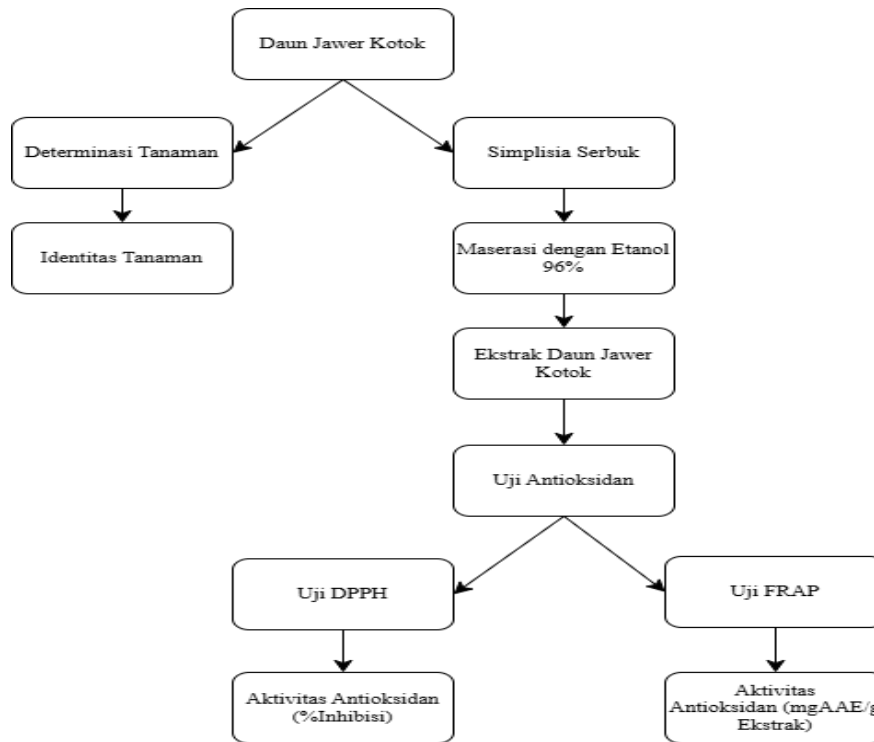 Daun Jawer Kotok
Determinasi Tanaman
Simplisia Serbuk
Identitas Tanaman
Maserasi dengan Etanol
96%
Ekstrak Daun Jawer
Kotok
Uji Antioksidan
Uji DPPH
Uji FRAP
Aktivitas Antioksidan
(%Inhibisi)
Aktivitas
Antioksidan (mgAAE/g
Ekstrak)